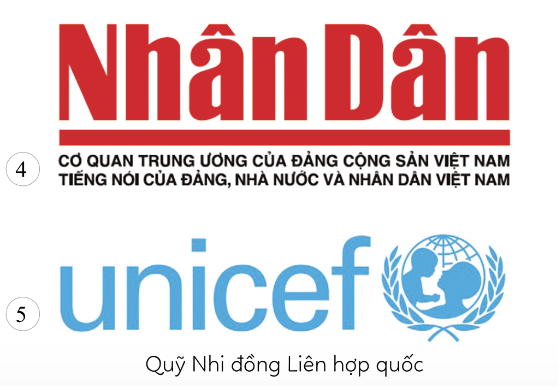 Nhân Dân
4
CƠ QUAN TRUNG ƯƠNG CỦA ĐẢNG CỘNG SẢN VIỆT NAM
TIẾNG NÓI CỦA ĐẢNG, NHÀ NƯỚC VÀ NHÂN DÂN VIỆT NAM
5
unicef
Quỹ Nhi đồng Liên hợp quốc